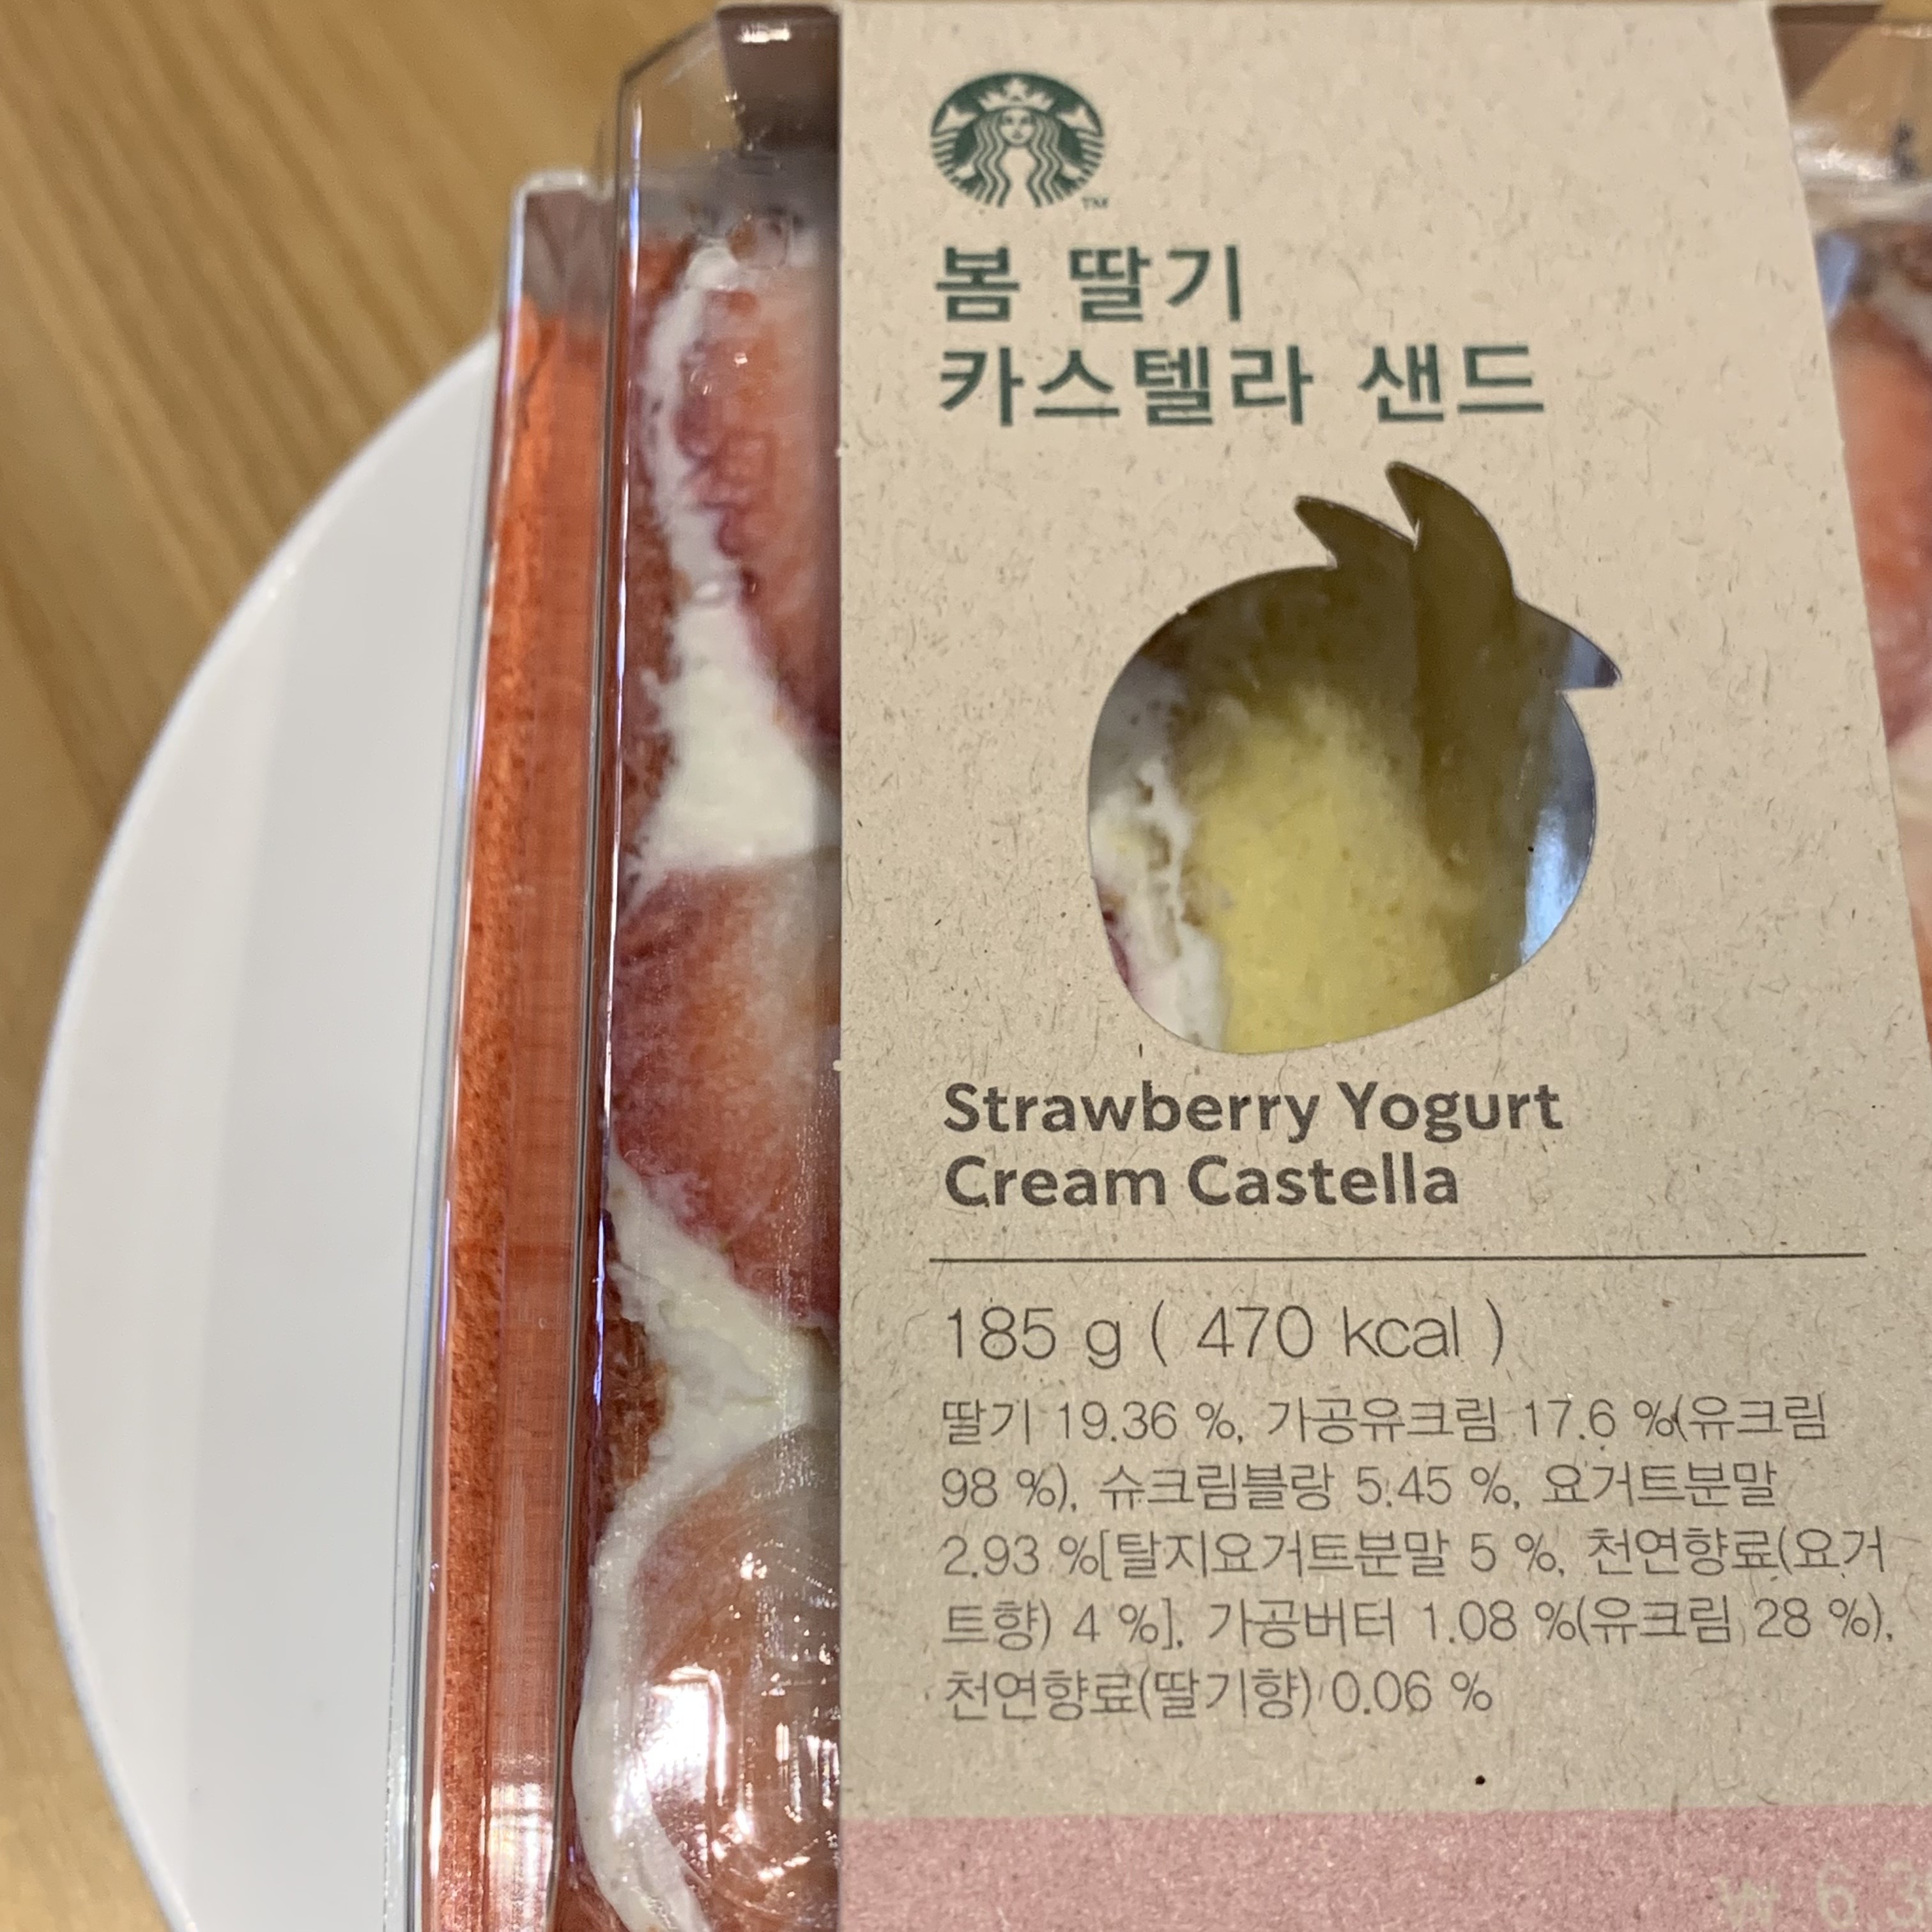 봄 딸기
카스텔라 샌드
Strawberry Yogurt
Cream Castella
185 g ( 470 kcal )
딸기 19.36 %, 가공유크림 17.6 %(유크림
98 %), 슈크림블랑 5.45 %, 요거트분말
2.93 %[탈지요거트분말 5 %, 천연향료(요거
트향) 4 %], 가공버터 1.08 %(유크림 28 %),
천연향료(딸기향) 0.06 %